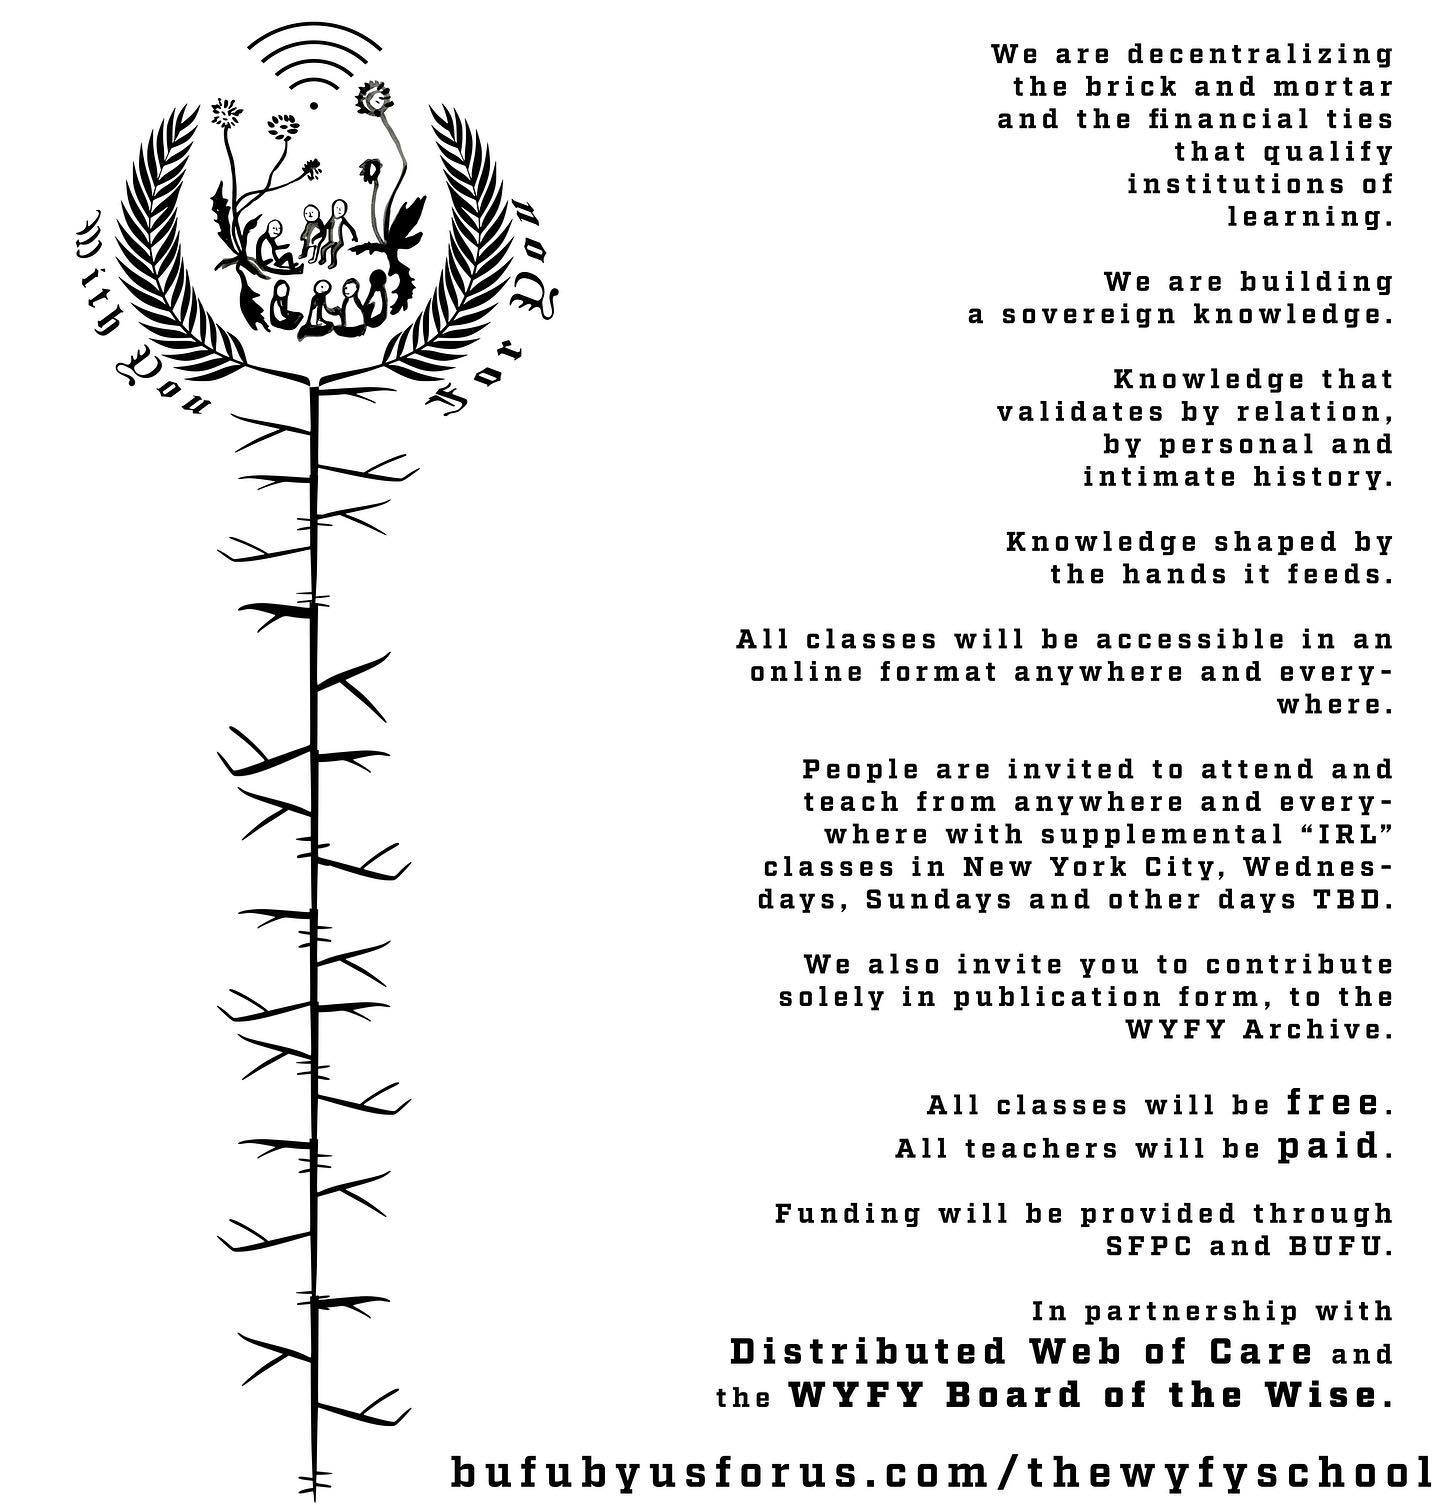 With You
For You
We are decentralizing
the brick and mortar
and the financial ties
that qualify
institutions of
learning.
We are building
a sovereign knowledge.
Knowledge that
validates by relation,
by personal and
intimate history.
Knowledge shaped by
the hands it feeds.
All classes will be accessible in an
online format anywhere and every-
where.
People are invited to attend and
teach from anywhere and every-
where with supplemental “IRL”
classes in New York City, Wednes-
days, Sundays and other days TBD.
We also invite you to contribute
solely in publication form, to the
WYFY Archive.
All classes will be free.
All teachers will be paid.
Funding will be provided through
SFPC and BUFU.
In partnership with
Distributed Web of Care and
the WYFY Board of the Wise.
bufubyusforus.com/thewyfyschool